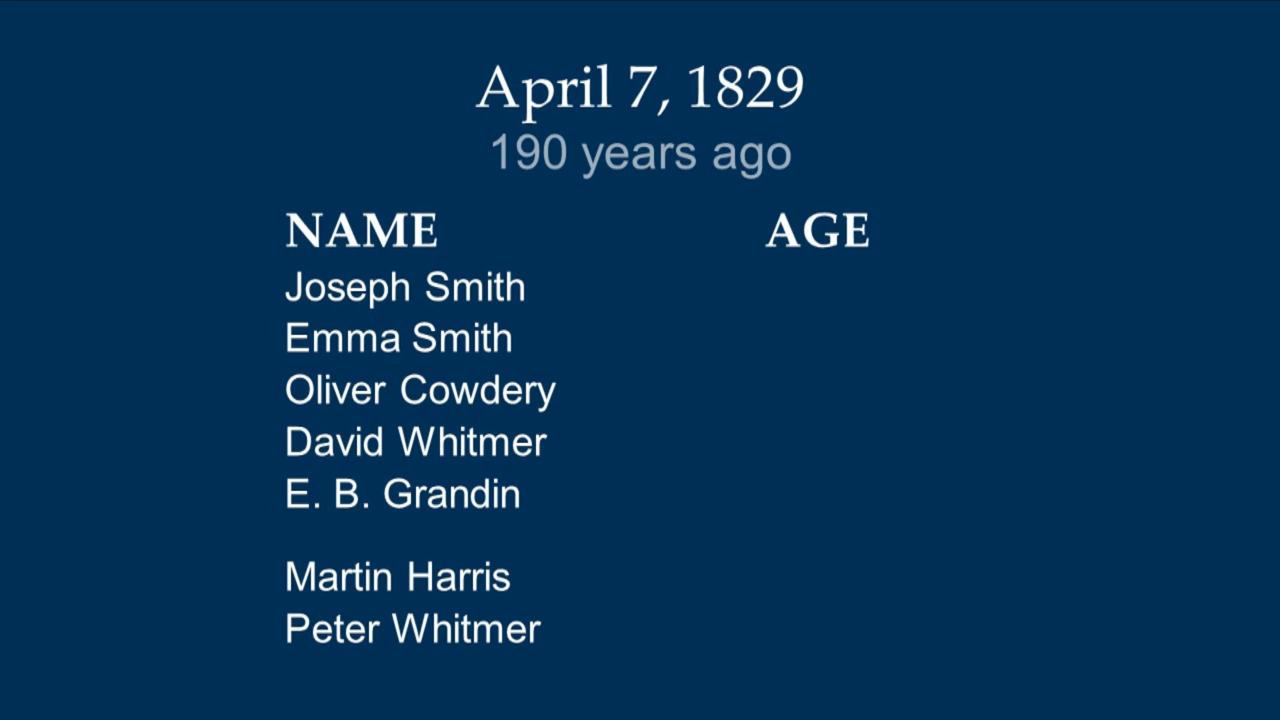 April 7, 1829
190 years ago
NAME AGE
Joseph Smith
Emma Smith
Oliver Cowdery
David Whitmer
E. B. Grandin
Martin Harris
Peter Whitmer